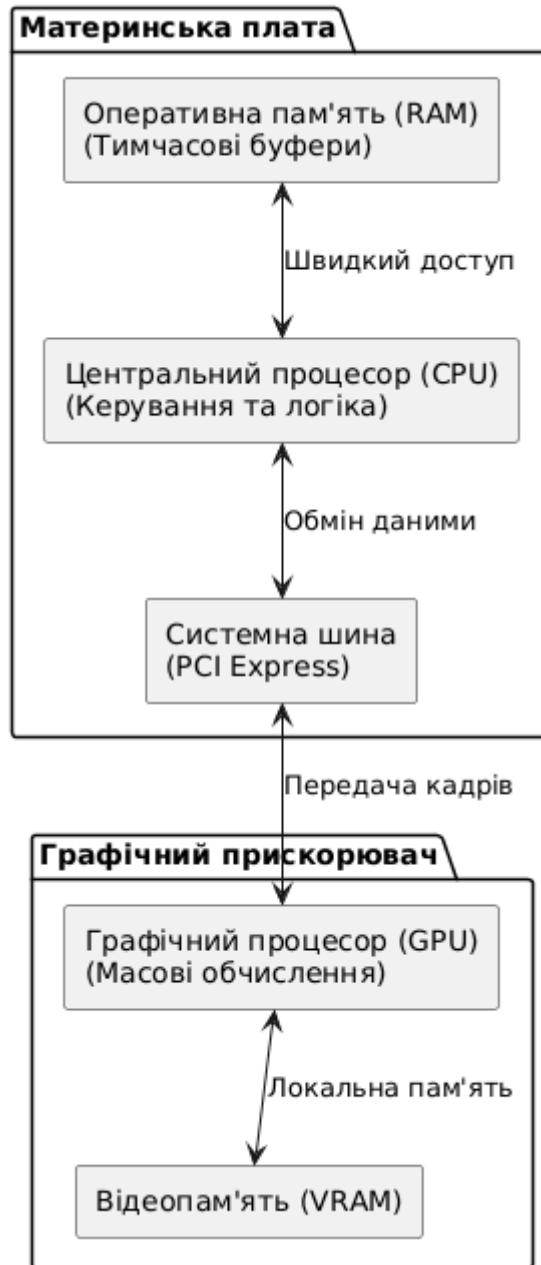 Материнська плата
Оперативна пам'ять (RAM)
(Тимчасові буфери)
Швидкий доступ
Центральний процесор (CPU)
(Керування та логіка)
Обмін даними
Системна шина
(PCI Express)
Передача кадрів
Графічний прискорювач
Графічний процесор (GPU)
(Масові обчислення)
Локальна пам'ять
Відеопам'ять (VRAM)